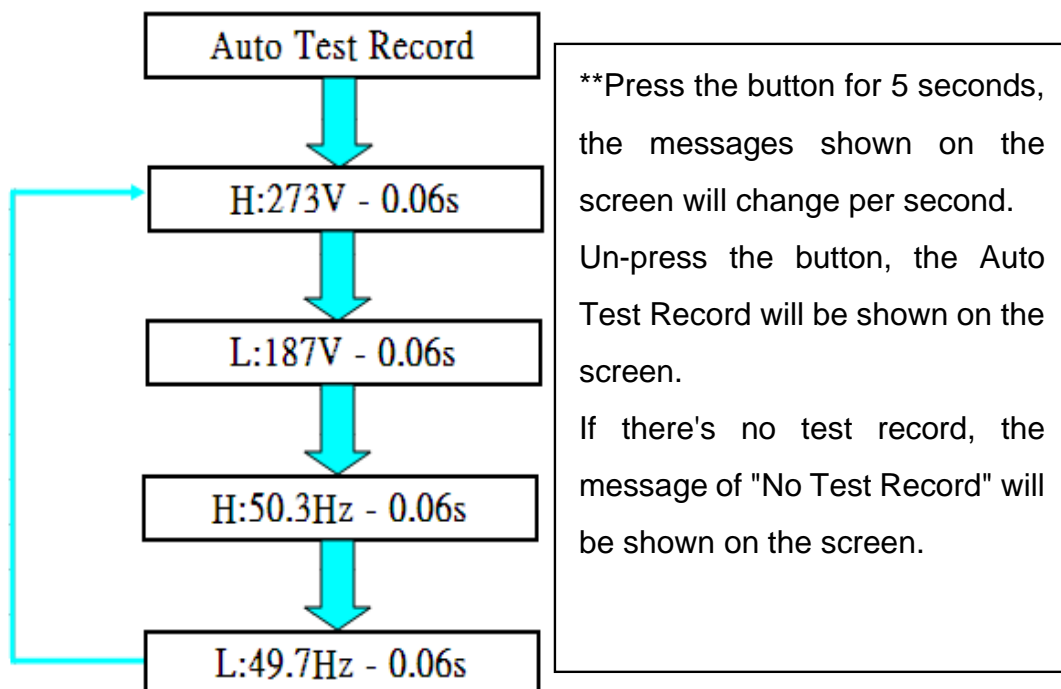 Auto Test Record
H:273V - 0.06s
L:187V - 0.06s
H:50.3Hz - 0.06s
L:49.7Hz - 0.06s
**Press the button for 5 seconds,
the messages shown on the
screen will change per second.
Un-press the button, the Auto
Test Record will be shown on the
screen.
If there's no test record, the
message of "No Test Record" will
be shown on the screen.